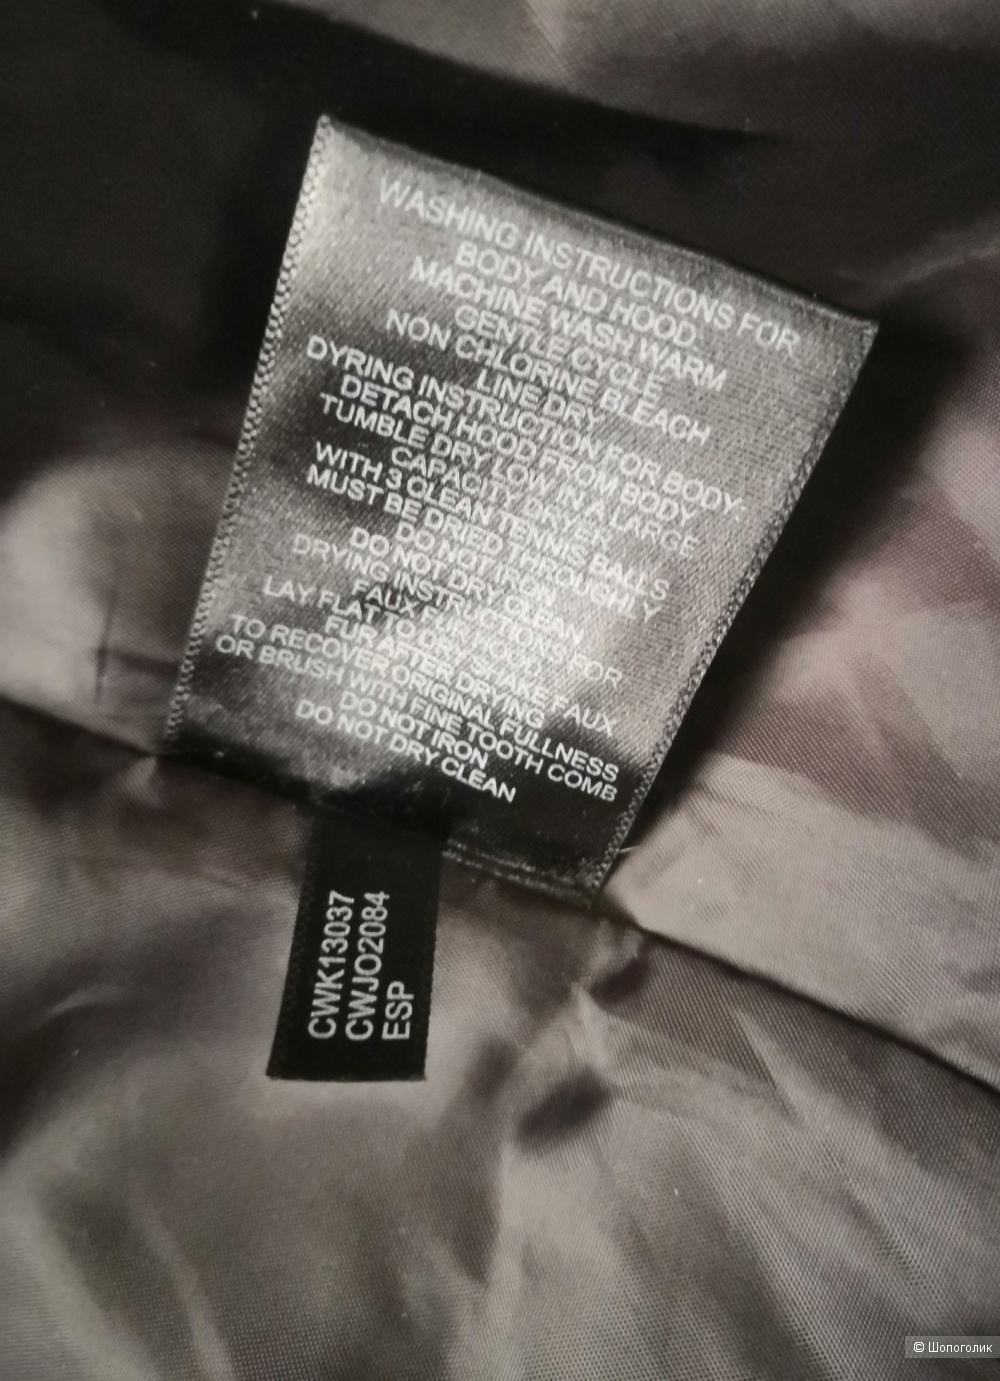 WASHING INSTRUCTIONS FOR
BODY AND HOOD
MACHINE WASH WARM
GENTLE CYCLE
NON CHLORINE BLEACH
LINE DRY
DYRING INSTRUCTION FOR BODY:
DETACH HOOD FROM BODY
TUMBLE DRY LOW IN A LARGE
CAPACITY DRYER
WITH 3 CLEAN TENNIS BALLS
MUST BE DRIED THROUGHLY
DO NOT IRON
DO NOT DRY CLEAN
DRYING INSTRUCTIONS FOR
FAUX FUR HOOD:
LAY FLAT TO DRY, SHAKE FAUX
FUR AFTER DRYING
TO RECOVER ORIGINAL FULLNESS
OR BRUSH WITH FINE TOOTH COMB
DO NOT IRON
DO NOT DRY CLEAN
CWK13037
CWJO2084
ESP
© Шопоголик